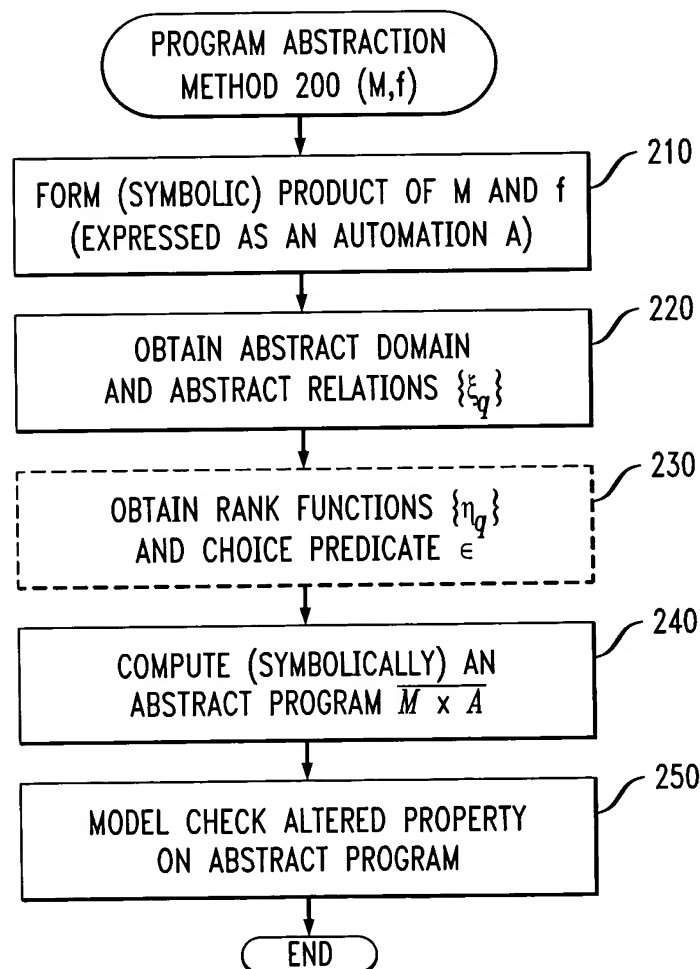 PROGRAM ABSTRACTION
METHOD 200 (M,f)
210
FORM (SYMBOLIC) PRODUCT OF M AND f
(EXPRESSED AS AN AUTOMATION A)
220
OBTAIN ABSTRACT DOMAIN
AND ABSTRACT RELATIONS {ξq}
230
OBTAIN RANK FUNCTIONS {ηq}
AND CHOICE PREDICATE ∈
240
COMPUTE (SYMBOLICALLY) AN
ABSTRACT PROGRAM M̅ ̅x̅ ̅A̅
250
MODEL CHECK ALTERED PROPERTY
ON ABSTRACT PROGRAM
END